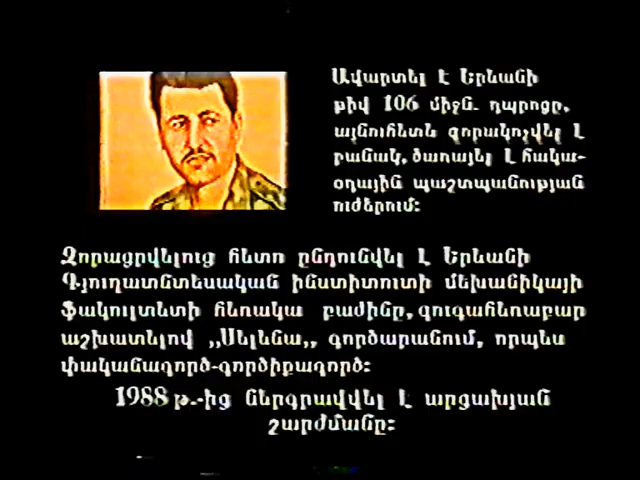 Ավարտել է Երևանի
թիվ 106 միջն. դպրոցը,
այնուհետև զորակոչվել է
բանակ, ծառայել է հակա-
օդային պաշտպանության
ուժերում:
Զորացրվելուց հետո ընդունվել է Երևանի
Գյուղատնտեսական ինստիտուտի մեխանիկայի
ֆակուլտետի հեռակա բաժինը, զուգահեռաբար
աշխատելով ,,Սելենա,, գործարանում, որպես
փականագործ-գործիքագործ:
1988 թ.-ից ներգրավվել է արցախյան
շարժմանը: